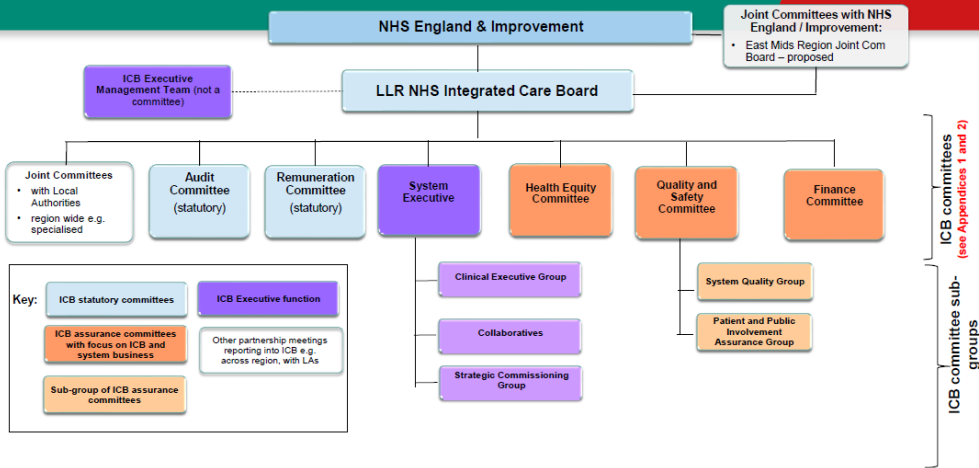 NHS England & Improvement
Joint Committees with NHS
England / Improvement:
• East Mids Region Joint Com
Board – proposed
ICB Executive
Management Team (not a
committee)
LLR NHS Integrated Care Board
Joint Committees
• with Local
Authorities
• region wide e.g.
specialised
Audit
Committee
(statutory)
Remuneration
Committee
(statutory)
System
Executive
Health Equity
Committee
Quality and
Safety
Committee
Finance
Committee
ICB committees
(see Appendices 1 and 2)
Clinical Executive Group
Collaboratives
Strategic Commissioning
Group
System Quality Group
Patient and Public
Involvement
Assurance Group
ICB committee sub-
groups
Key:
ICB statutory committees
ICB Executive function
ICB assurance committees
with focus on ICB and
system business
Other partnership meetings
reporting into ICB e.g.
across region, with LAs
Sub-group of ICB assurance
committees